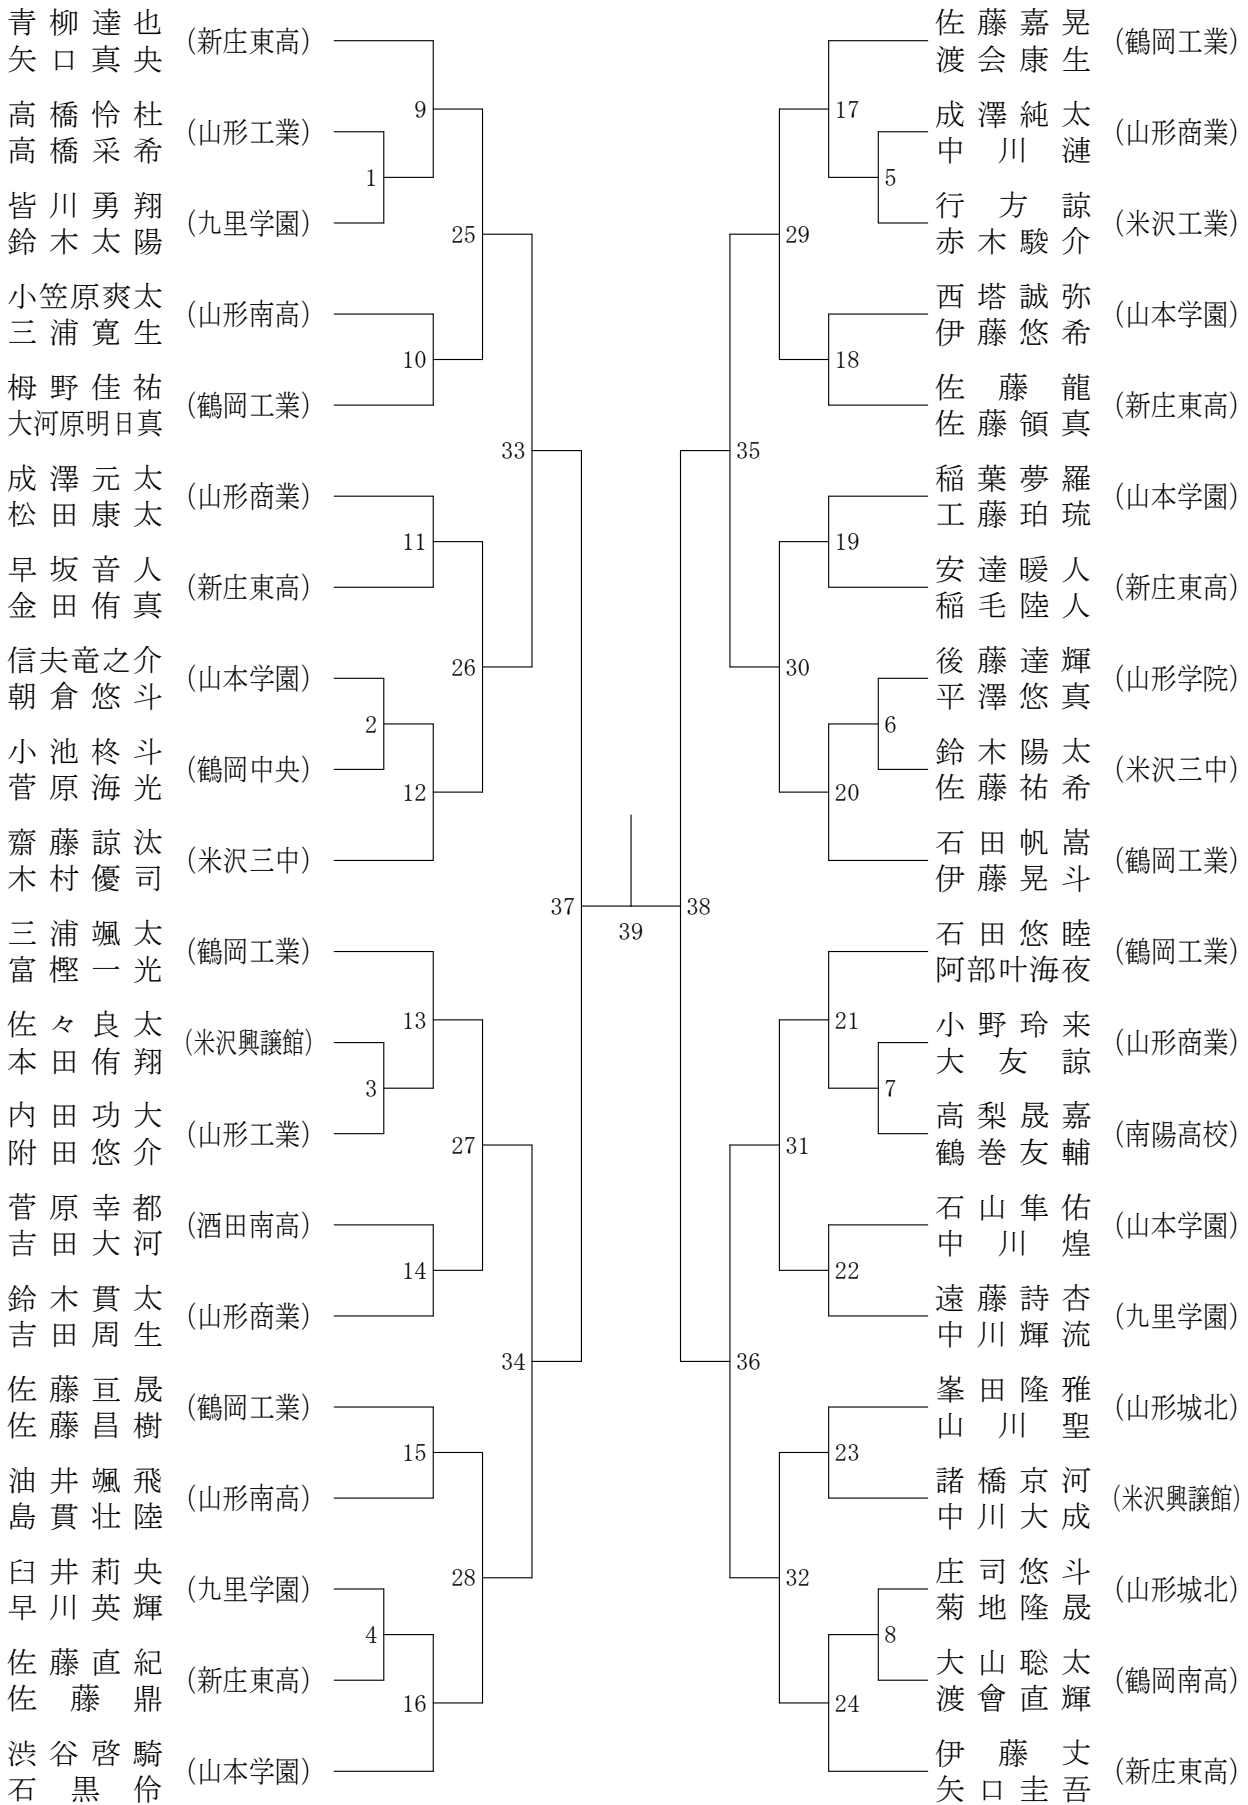 青柳達也
矢口真央
(新庄東高)
高橋怜杜
高橋采希
(山形工業)
皆川勇翔
鈴木太陽
(九里学園)
小笠原爽太
三浦寛生
(山形南高)
栂野佳祐
大河原明日真
(鶴岡工業)
成澤元太
松田康太
(山形商業)
早坂音人
金田侑真
(新庄東高)
信夫竜之介
朝倉悠斗
(山本学園)
小池柊斗
菅原海光
(鶴岡中央)
齋藤諒汰
木村優司
(米沢三中)
三浦颯太
富樫一光
(鶴岡工業)
佐々良太
本田侑翔
(米沢興譲館)
内田功大
附田悠介
(山形工業)
菅原幸都
吉田大河
(酒田南高)
鈴木貫太
吉田周生
(山形商業)
佐藤亘晟
佐藤昌樹
(鶴岡工業)
油井颯飛
島貫壮陸
(山形南高)
臼井莉央
早川英輝
(九里学園)
佐藤直紀
佐藤鼎
(新庄東高)
渋谷啓騎
石黒伶
(山本学園)
1
2
3
4
9
10
11
12
13
14
15
16
25
26
27
28
33
34
37
39
38
35
36
29
30
31
32
17
18
19
20
21
22
23
24
5
6
7
8
佐藤嘉晃
渡会康生
(鶴岡工業)
成澤純太
中川漣
(山形商業)
行方諒
赤木駿介
(米沢工業)
西塔誠弥
伊藤悠希
(山本学園)
佐藤龍
佐藤領真
(新庄東高)
稲葉夢羅
工藤珀琉
(山本学園)
安達暖人
稲毛陸人
(新庄東高)
後藤達輝
平澤悠真
(山形学院)
鈴木陽太
佐藤祐希
(米沢三中)
石田帆嵩
伊藤晃斗
(鶴岡工業)
石田悠睦
阿部叶海夜
(鶴岡工業)
小野玲来
大友諒
(山形商業)
高梨晟嘉
鶴巻友輔
(南陽高校)
石山隼佑
中川煌
(山本学園)
遠藤詩杏
中川輝流
(九里学園)
峯田隆雅
山川聖
(山形城北)
諸橋京河
中川大成
(米沢興譲館)
庄司悠斗
菊地隆晟
(山形城北)
大山聡太
渡會直輝
(鶴岡南高)
伊藤丈
矢口圭吾
(新庄東高)